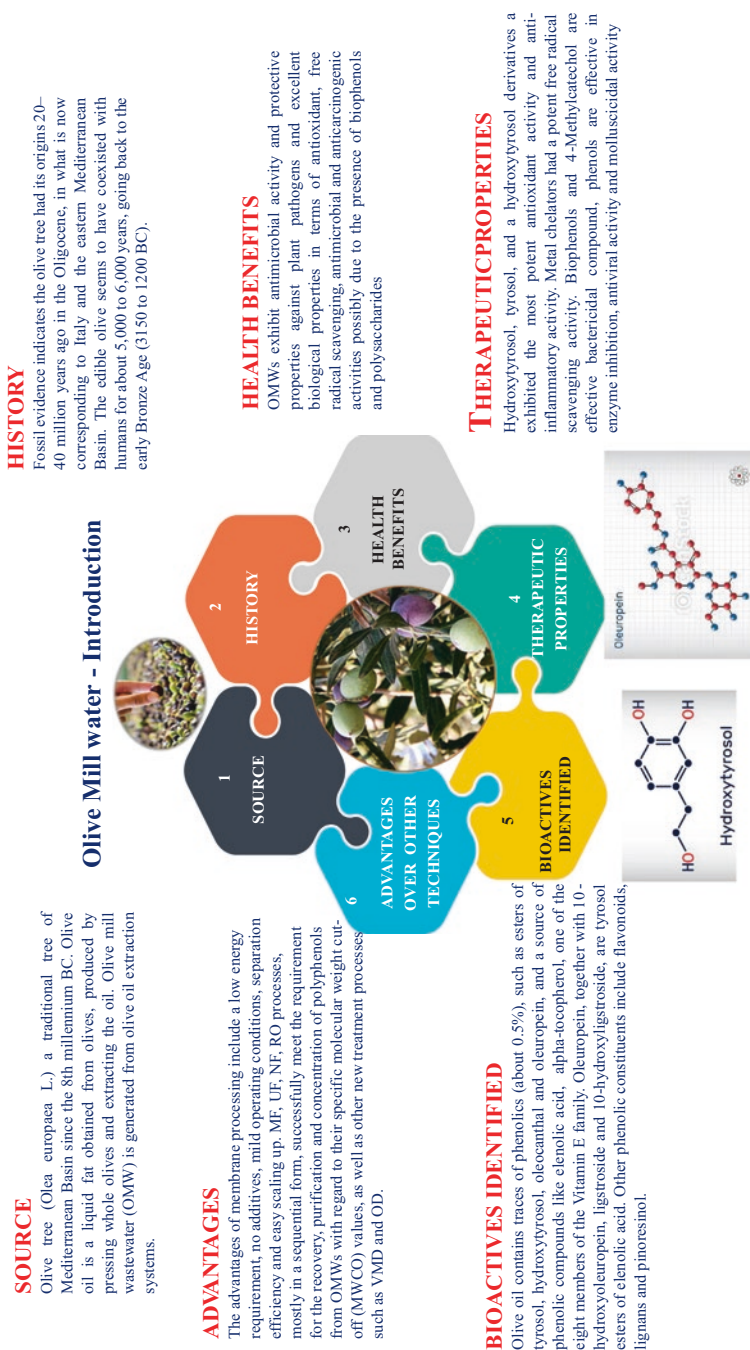 Olive Mill water - Introduction
SOURCE
Olive tree (Olea europaea L.) a traditional tree of
Mediterranean Basin since the 8th millennium BC. Olive
oil is a liquid fat obtained from olives, produced by
pressing whole olives and extracting the oil. Olive mill
wastewater (OMW) is generated from olive oil extraction
systems.
HISTORY
Fossil evidence indicates the olive tree had its origins 20–
40 million years ago in the Oligocene, in what is now
corresponding to Italy and the eastern Mediterranean
Basin. The edible olive seems to have coexisted with
humans for about 5,000 to 6,000 years, going back to the
early Bronze Age (3150 to 1200 BC).
ADVANTAGES
The advantages of membrane processing include a low energy
requirement, no additives, mild operating conditions, separation
efficiency and easy scaling up. MF, UF, NF, RO processes,
mostly in a sequential form, successfully meet the requirement
for the recovery, purification and concentration of polyphenols
from OMWs with regard to their specific molecular weight cut-
off (MWCO) values, as well as other new treatment processes
such as VMD and OD.
1
SOURCE
2
HISTORY
3
HEALTH
BENEFITS
4
THERAPEUTIC
PROPERTIES
5
BIOACTIVES
IDENTIFIED
6
ADVANTAGES
OVER OTHER
TECHNIQUES
HEALTH BENEFITS
OMWs exhibit antimicrobial activity and protective
properties against plant pathogens and excellent
biological properties in terms of antioxidant, free
radical scavenging, antimicrobial and anticarcinogenic
activities possibly due to the presence of biophenols
and polysaccharides
BIOACTIVES IDENTIFIED
Olive oil contains traces of phenolics (about 0.5%), such as esters of
tyrosol, hydroxytyrosol, oleocanthal and oleuropein, and a source of
phenolic compounds like elenolic acid, alpha-tocopherol, one of the
eight members of the Vitamin E family. Oleuropein, together with 10-
hydroxyoleuropein, ligstroside and 10-hydroxyligstroside, are tyrosol
esters of elenolic acid. Other phenolic constituents include flavonoids,
lignans and pinoresinol.
HO
OH
OH
Hydroxytyrosol
Oleuropein
THERAPEUTICPROPERTIES
Hydroxytyrosol, tyrosol, and a hydroxytyrosol derivatives a
exhibited the most potent antioxidant activity and anti-
inflammatory activity. Metal chelators had a potent free radical
scavenging activity. Biophenols and 4-Methylcatechol are
effective bactericidal compound, phenols are effective in
enzyme inhibition, antiviral activity and molluscicidal activity